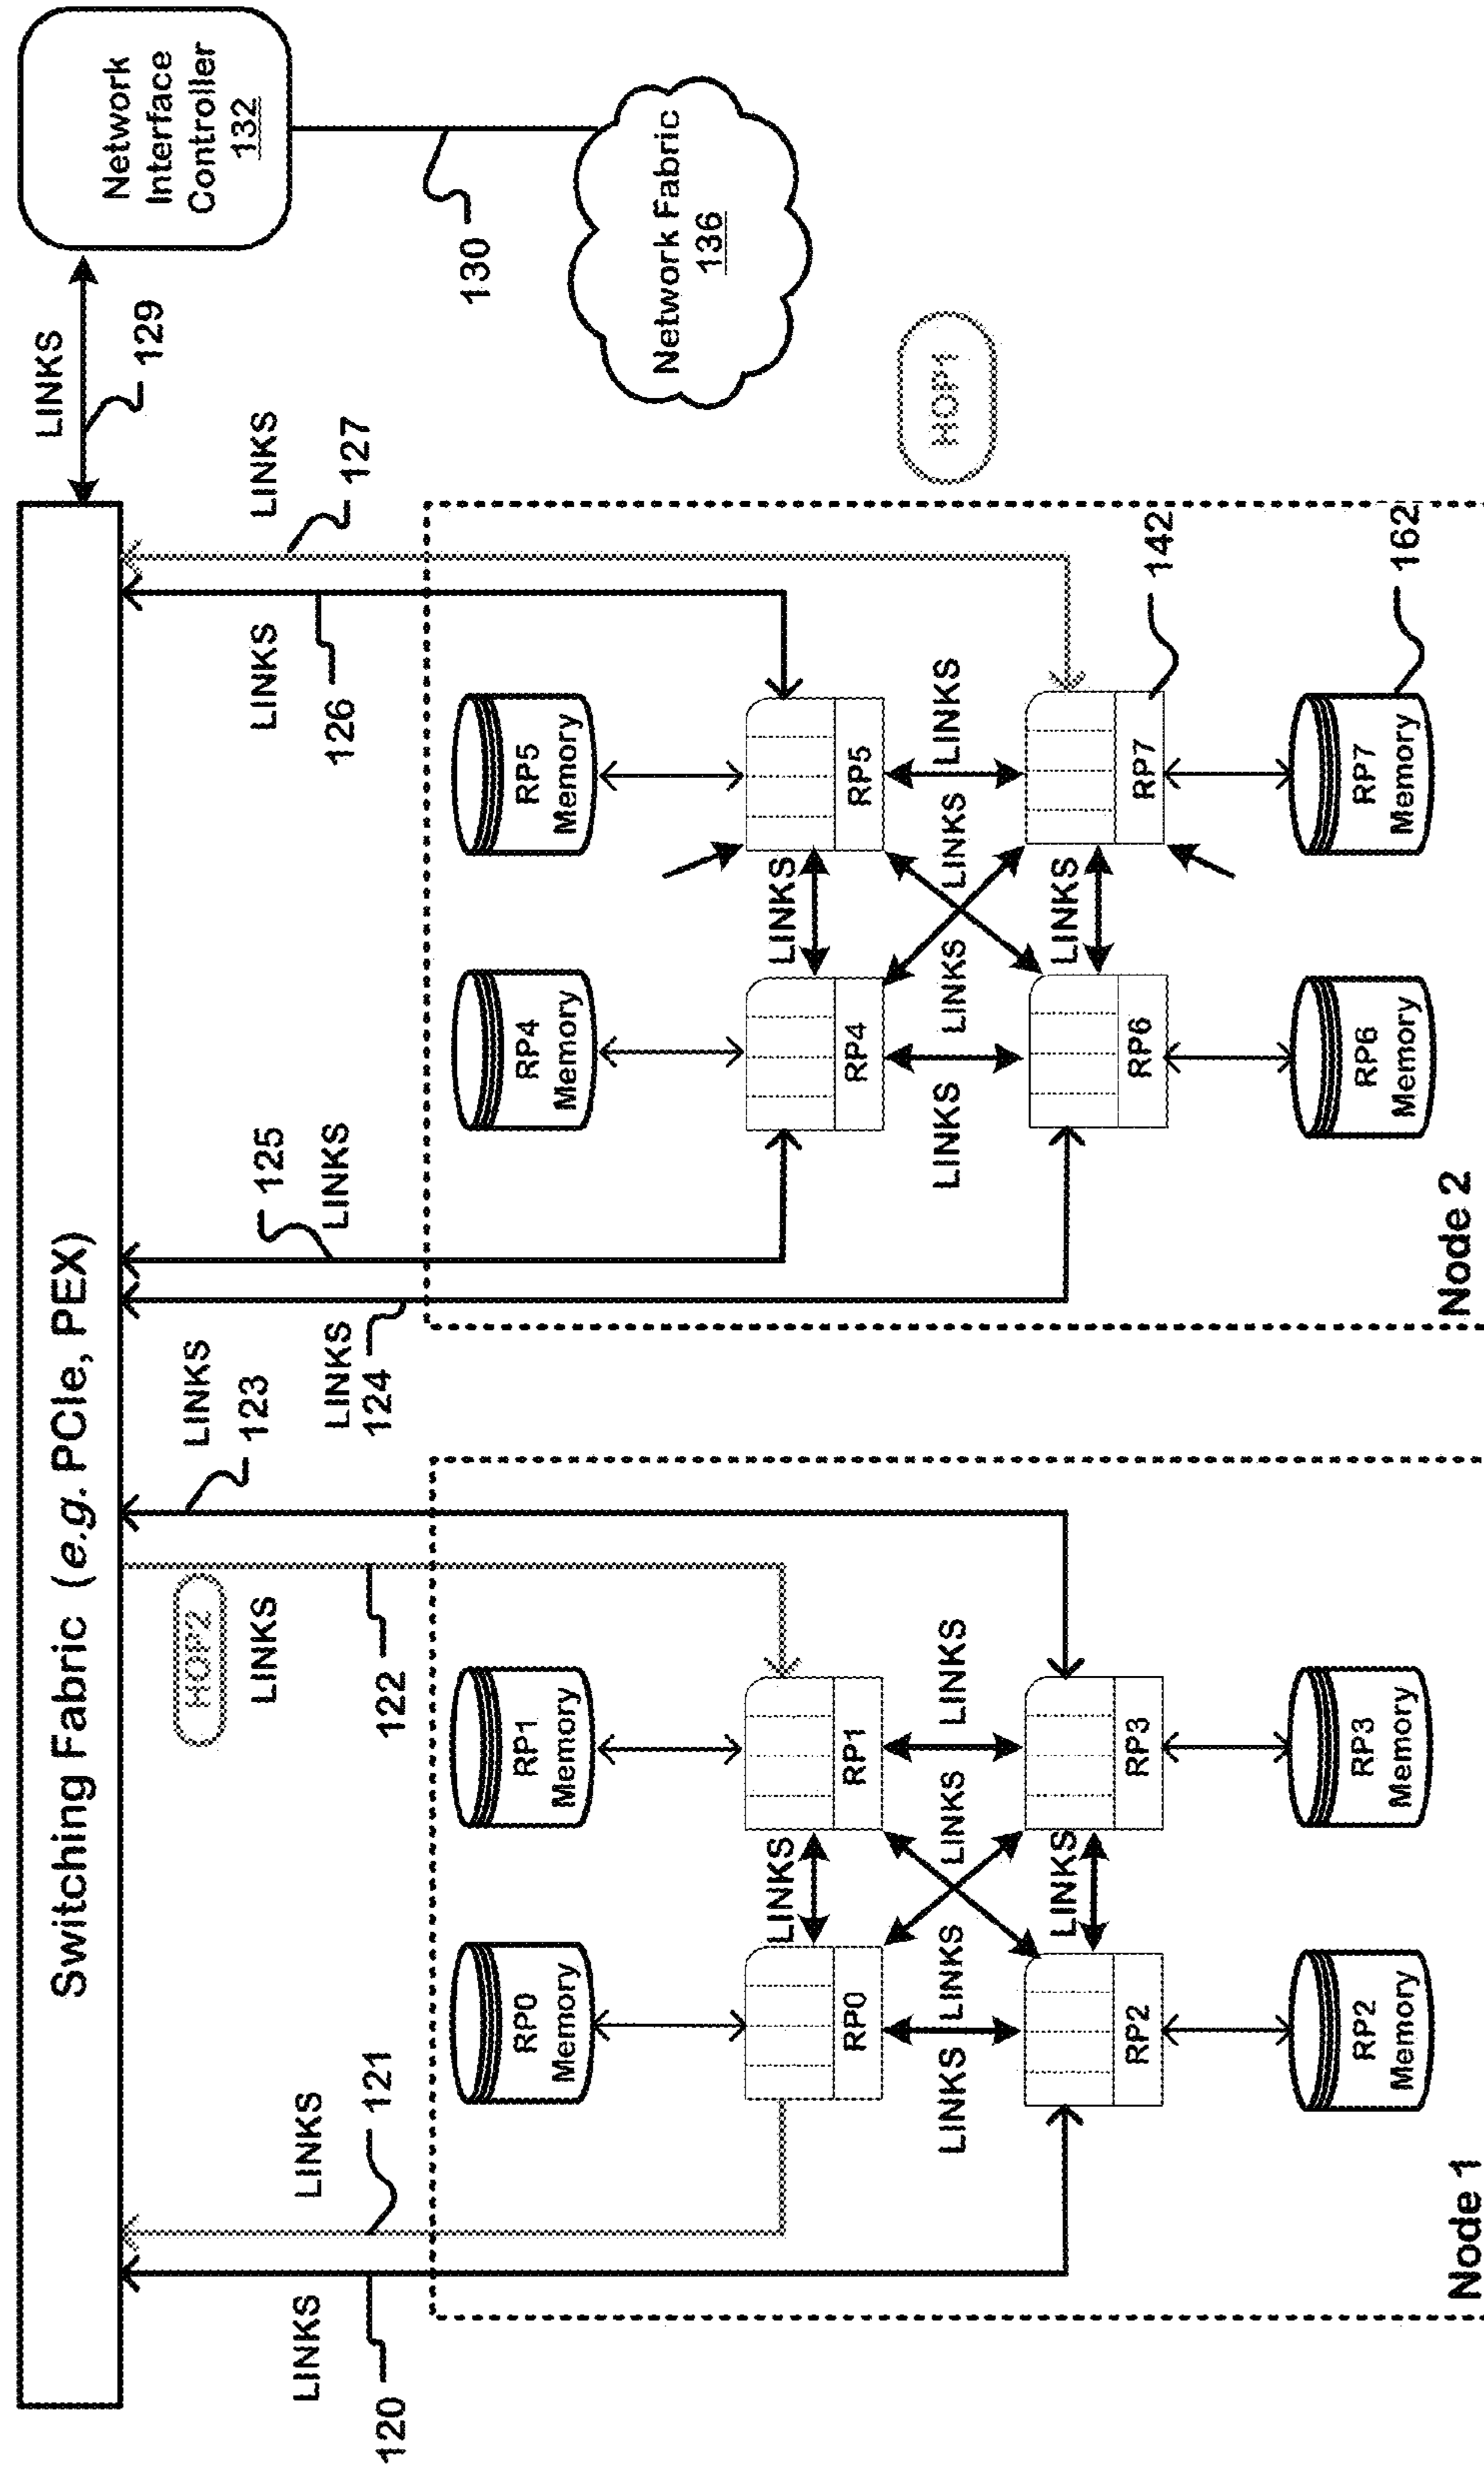 Switching Fabric (e.g. PCIe, PEX)
LINKS
129
Network
Interface
Controller
132
130
Network Fabric
136
HOP1
HOP2
LINKS
120
LINKS
121
LINKS
122
LINKS
123
LINKS
124
125
LINKS
LINKS
126
LINKS
127
RP0
Memory
RP1
Memory
RP4
Memory
RP5
Memory
RP0
LINKS
RP1
RP4
LINKS
RP5
LINKS
LINKS
LINKS
LINKS
LINKS
LINKS
LINKS
LINKS
RP2
LINKS
RP3
RP6
LINKS
RP7
142
RP2
Memory
RP3
Memory
RP6
Memory
RP7
Memory
162
Node 1
Node 2